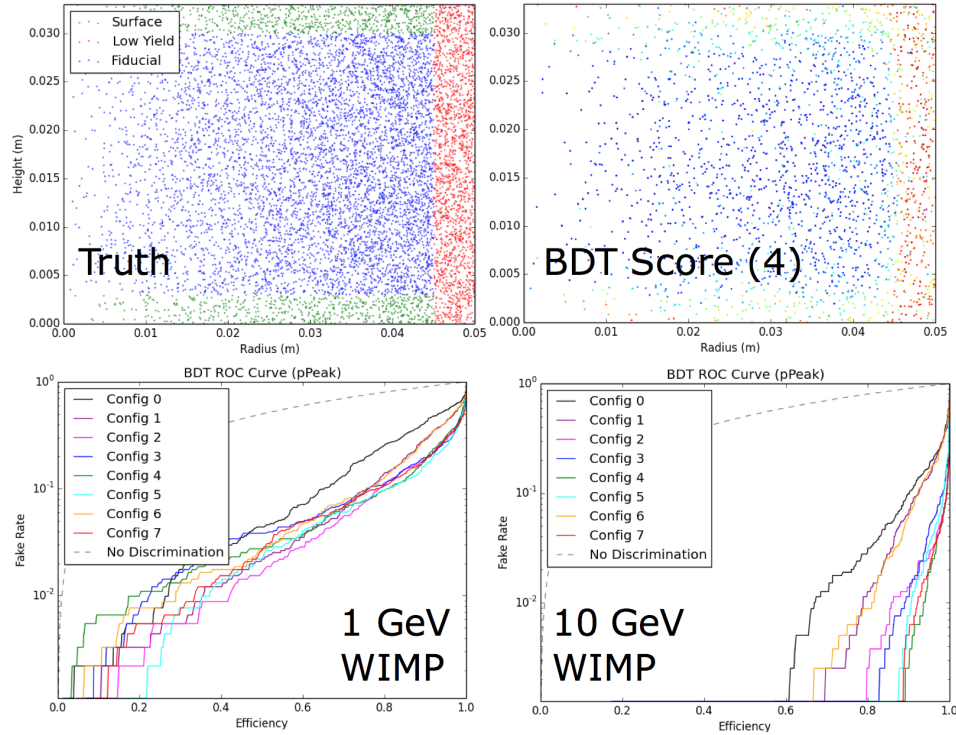 Surface
Low Yield
Fiducial
0.030
0.025
0.020
0.015
0.010
0.005
0.000
Height (m)
Truth
0.00 0.01 0.02 0.03 0.04 0.05
Radius (m)
0.030
0.025
0.020
0.015
0.010
0.005
0.000
BDT Score (4)
0.00 0.01 0.02 0.03 0.04 0.05
Radius (m)
BDT ROC Curve (pPeak)
10⁰
10⁻¹
10⁻²
Fake Rate
Config 0
Config 1
Config 2
Config 3
Config 4
Config 5
Config 6
Config 7
No Discrimination
1 GeV
WIMP
0.0 0.2 0.4 0.6 0.8 1.0
Efficiency
BDT ROC Curve (pPeak)
10⁰
10⁻¹
10⁻²
Fake Rate
Config 0
Config 1
Config 2
Config 3
Config 4
Config 5
Config 6
Config 7
No Discrimination
10 GeV
WIMP
0.0 0.2 0.4 0.6 0.8 1.0
Efficiency